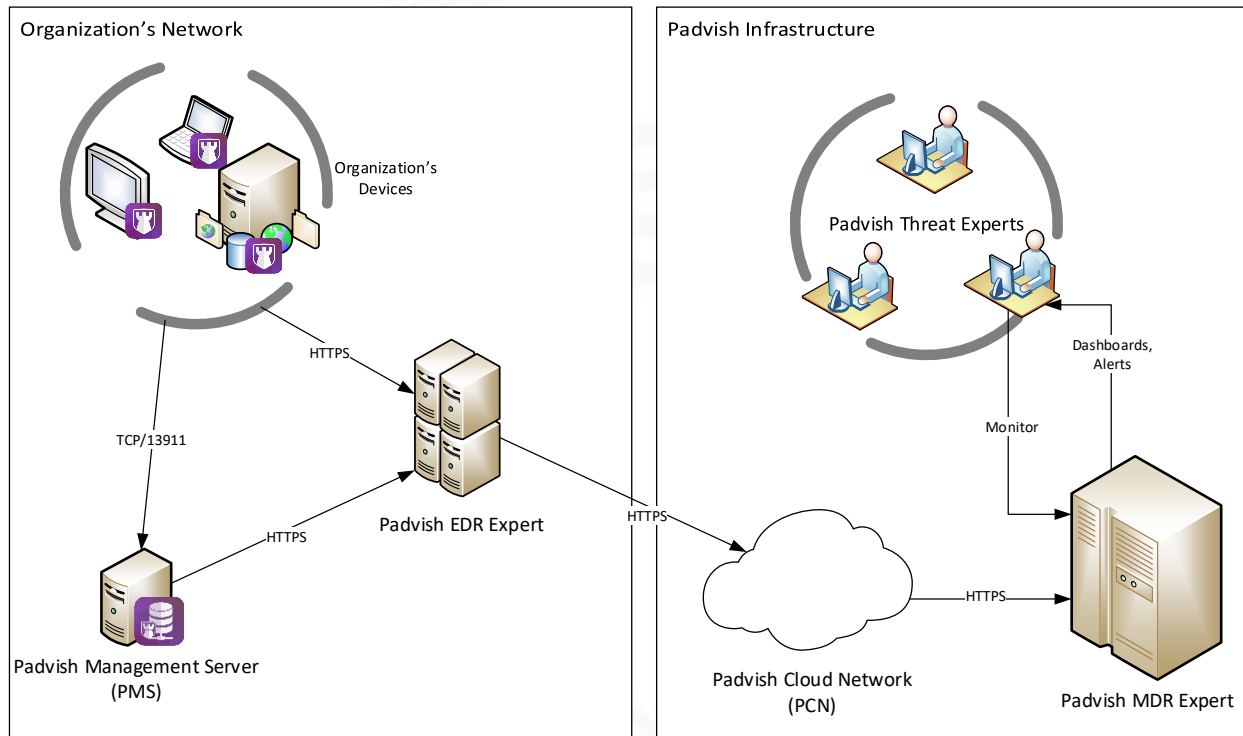 Organization's Network
Organization's
Devices
HTTPS
TCP/13911
Padvish EDR Expert
HTTPS
Padvish Management Server
(PMS)
HTTPS
Padvish Infrastructure
Padvish Threat Experts
Dashboards,
Alerts
Monitor
HTTPS
Padvish Cloud Network
(PCN)
Padvish MDR Expert